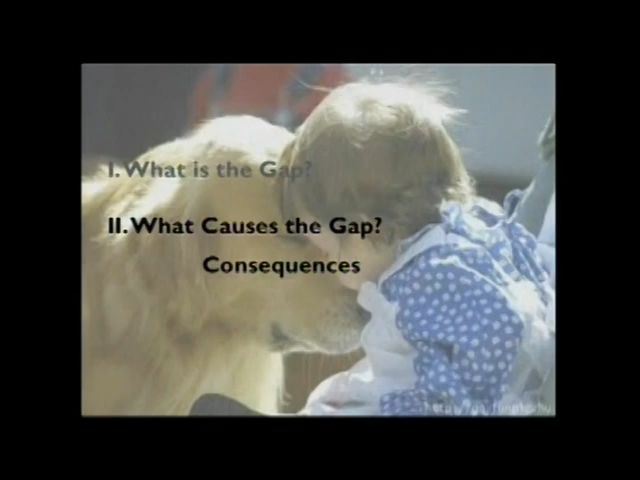 I. What is the Gap?
II. What Causes the Gap?
Consequences